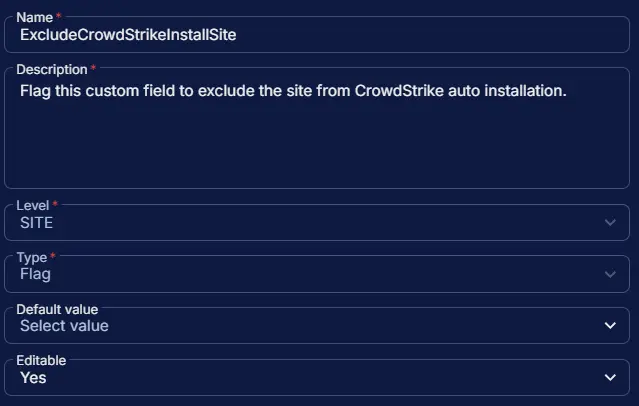 Name *
ExcludeCrowdStrikeInstallSite
Description *
Flag this custom field to exclude the site from CrowdStrike auto installation.
Level *
SITE
Type *
Flag
Default value
Select value
Editable
Yes